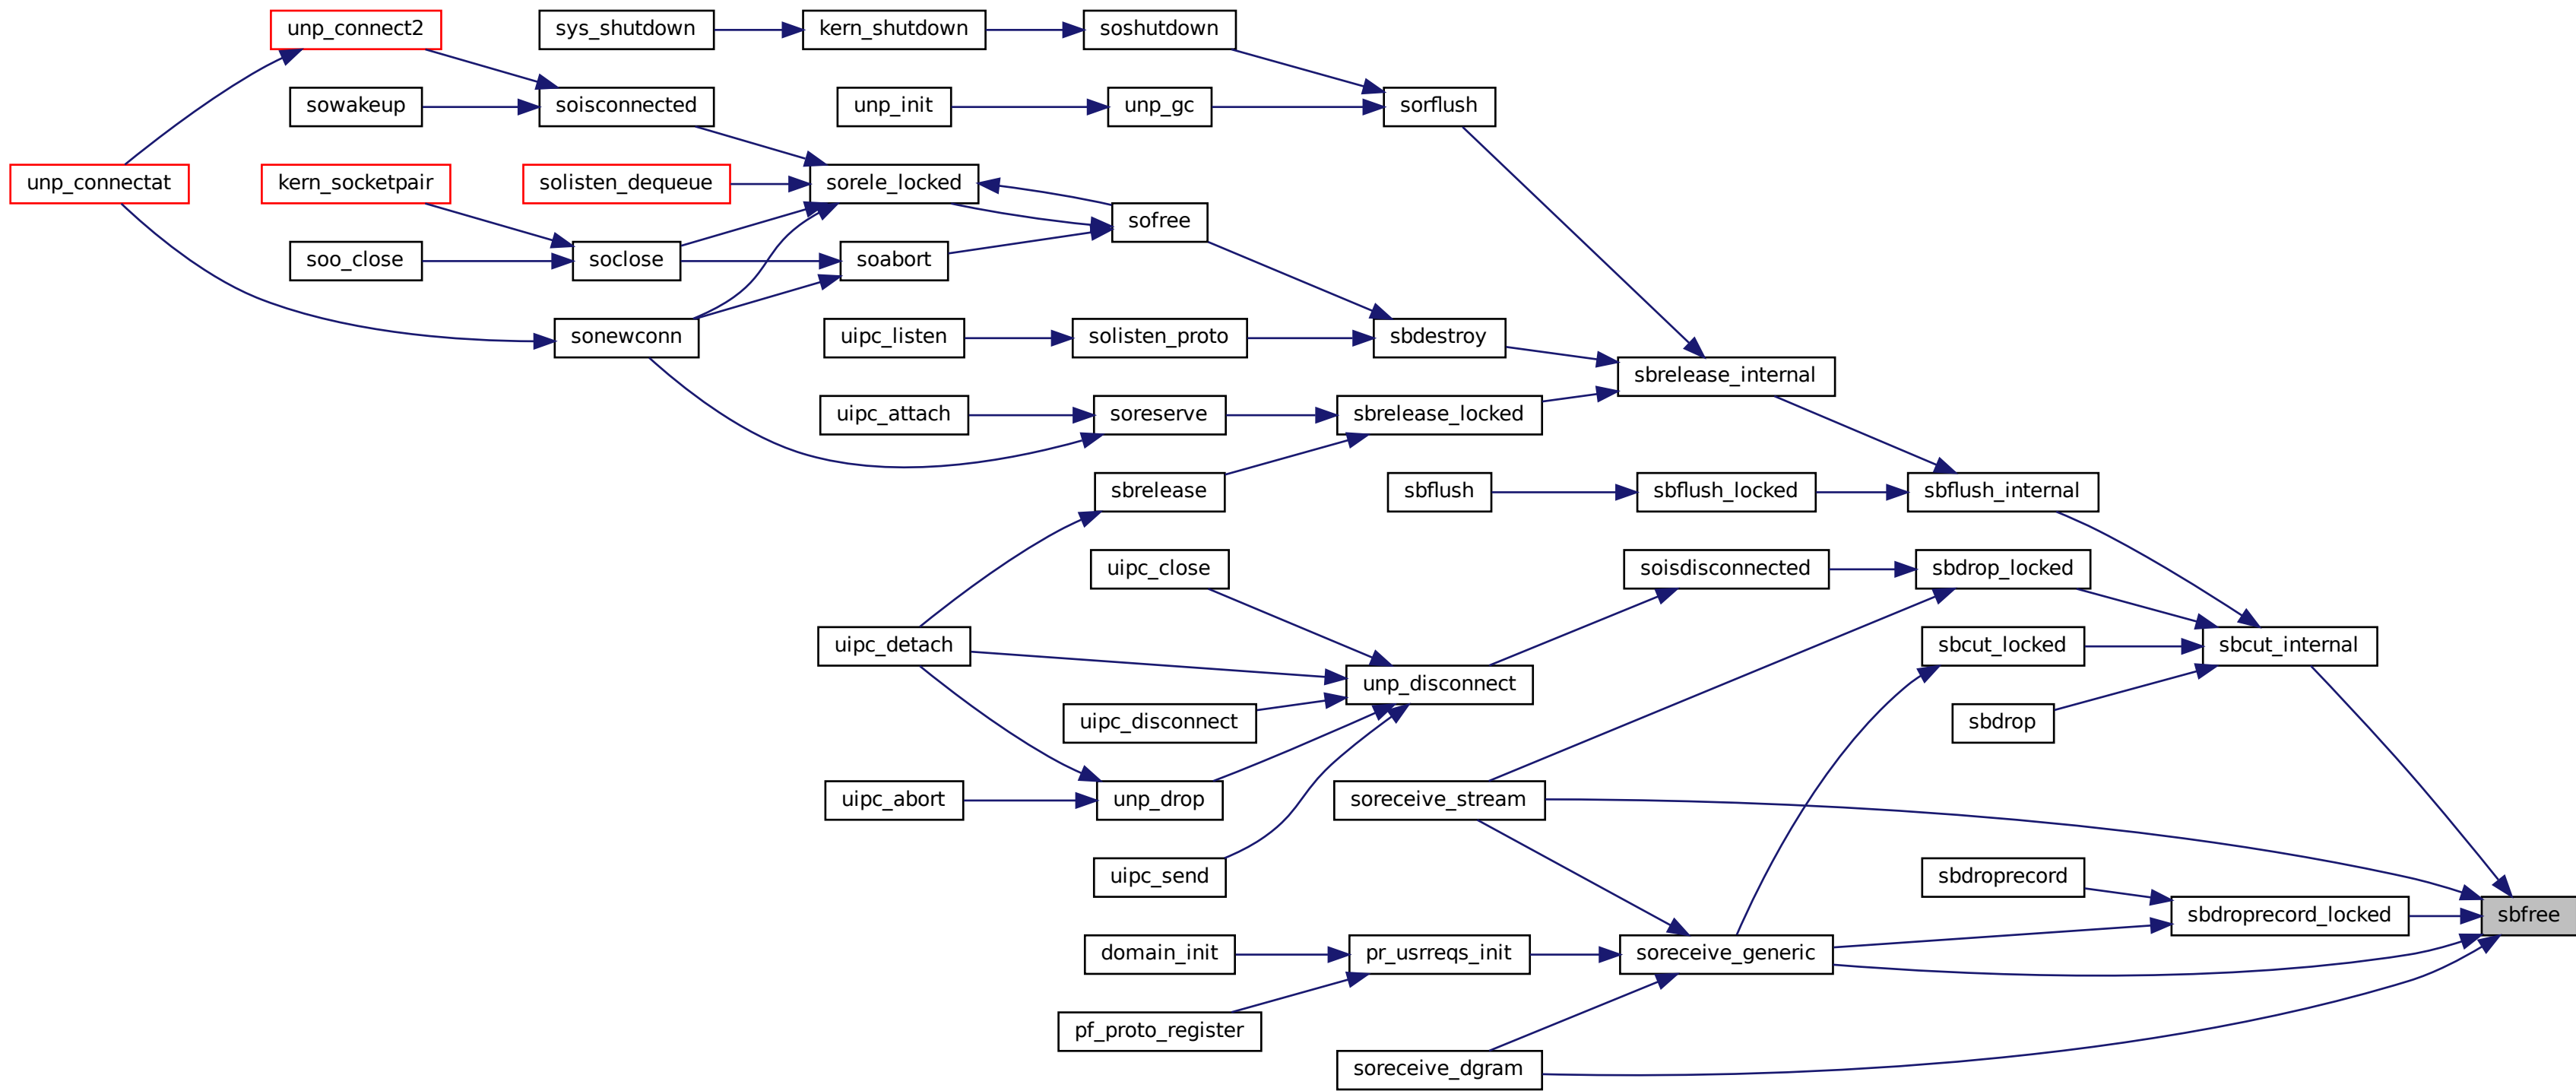 unp_connect2
sys_shutdown
kern_shutdown
soshutdown
sowakeup
soisconnected
unp_init
unp_gc
sorflush
unp_connectat
kern_socketpair
solisten_dequeue
sorele_locked
sofree
soo_close
soclose
soabort
sonewconn
uipc_listen
solisten_proto
sbdestroy
sbrelease_internal
uipc_attach
soreserve
sbrelease_locked
sbrelease
sbflush
sbflush_locked
sbflush_internal
uipc_close
soisdisconnected
sbdrop_locked
uipc_detach
sbcut_locked
sbcut_internal
unp_disconnect
uipc_disconnect
sbdrop
uipc_abort
unp_drop
soreceive_stream
uipc_send
sbdroprecord
sbdroprecord_locked
sbfree
domain_init
pr_usrreqs_init
soreceive_generic
pf_proto_register
soreceive_dgram